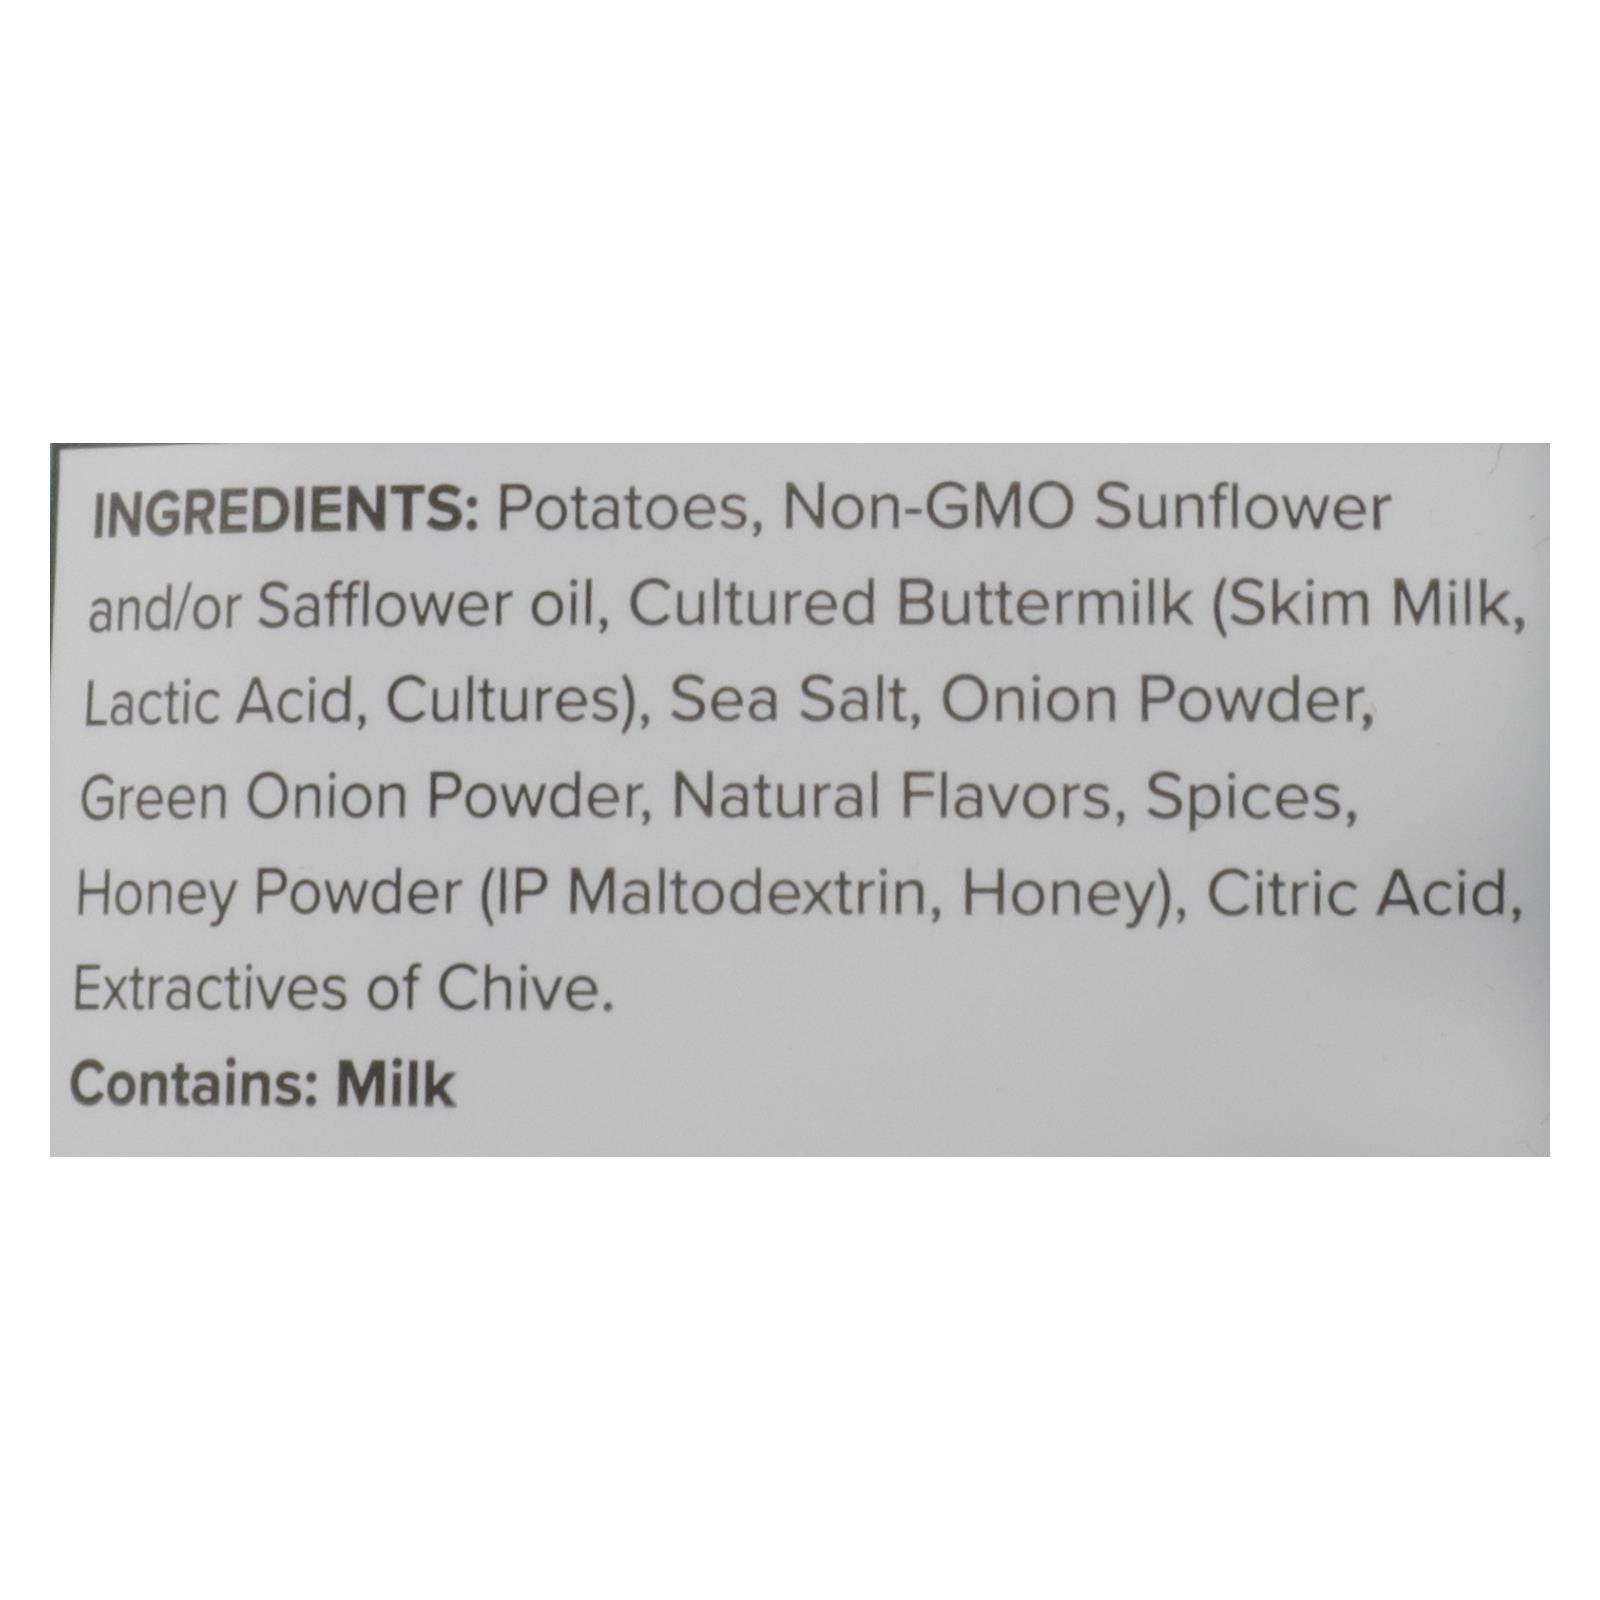 INGREDIENTS: Potatoes, Non-GMO Sunflower
and/or Safflower oil, Cultured Buttermilk (Skim Milk,
Lactic Acid, Cultures), Sea Salt, Onion Powder,
Green Onion Powder, Natural Flavors, Spices,
Honey Powder (IP Maltodextrin, Honey), Citric Acid,
Extractives of Chive.
Contains: Milk